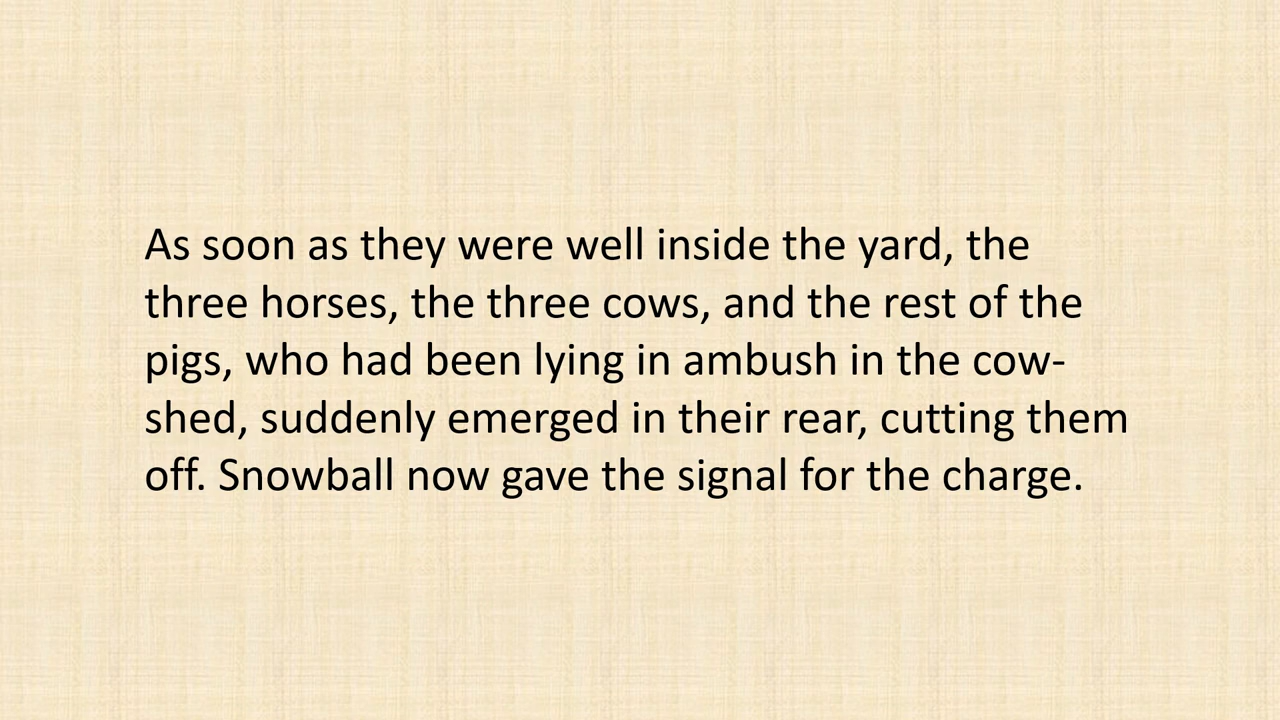 As soon as they were well inside the yard, the
three horses, the three cows, and the rest of the
pigs, who had been lying in ambush in the cow-
shed, suddenly emerged in their rear, cutting them
off. Snowball now gave the signal for the charge.